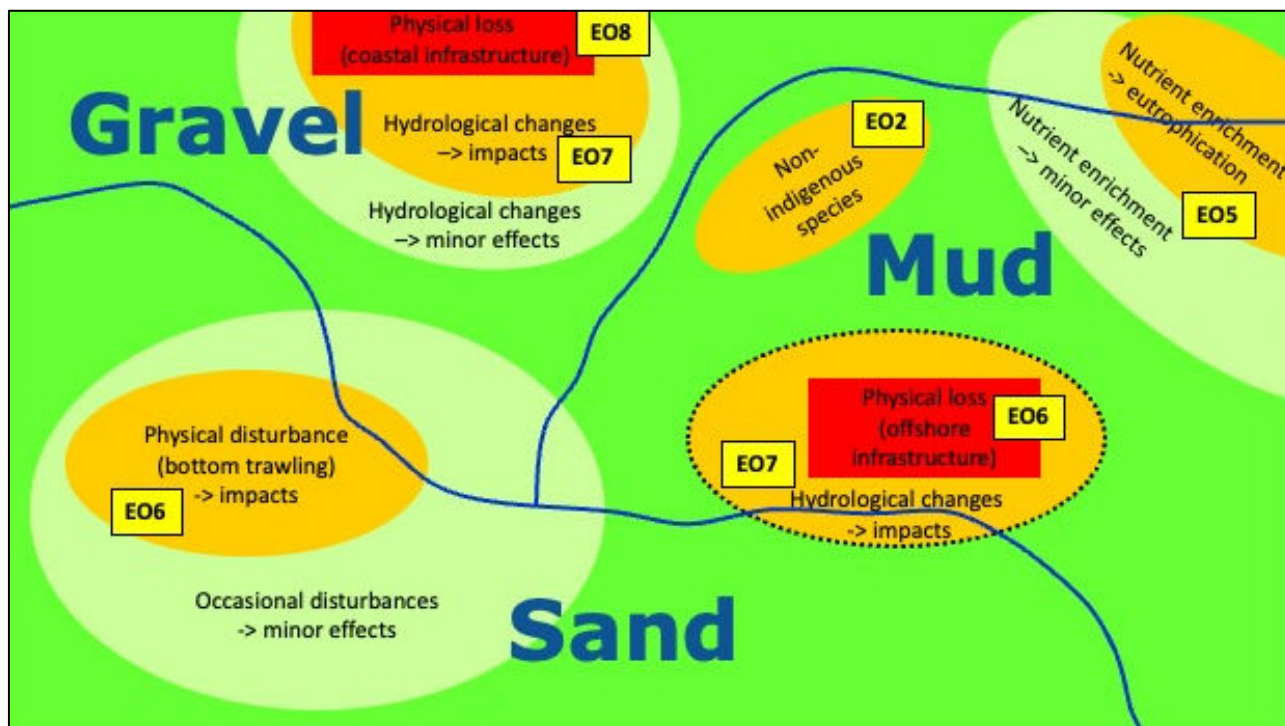 Physical loss
(coastal infrastructure)
EO8
Gravel
Hydrological changes
–> impacts
EO7
Hydrological changes
–> minor effects
EO2
Non-
indigenous
species
Nutrient enrichment
-> eutrophication
Nutrient enrichment
–> minor effects
EO5
Mud
Physical disturbance
(bottom trawling)
-> impacts
EO6
Physical loss
(offshore
infrastructure)
EO6
EO7
Hydrological changes
-> impacts
Occasional disturbances
-> minor effects
Sand